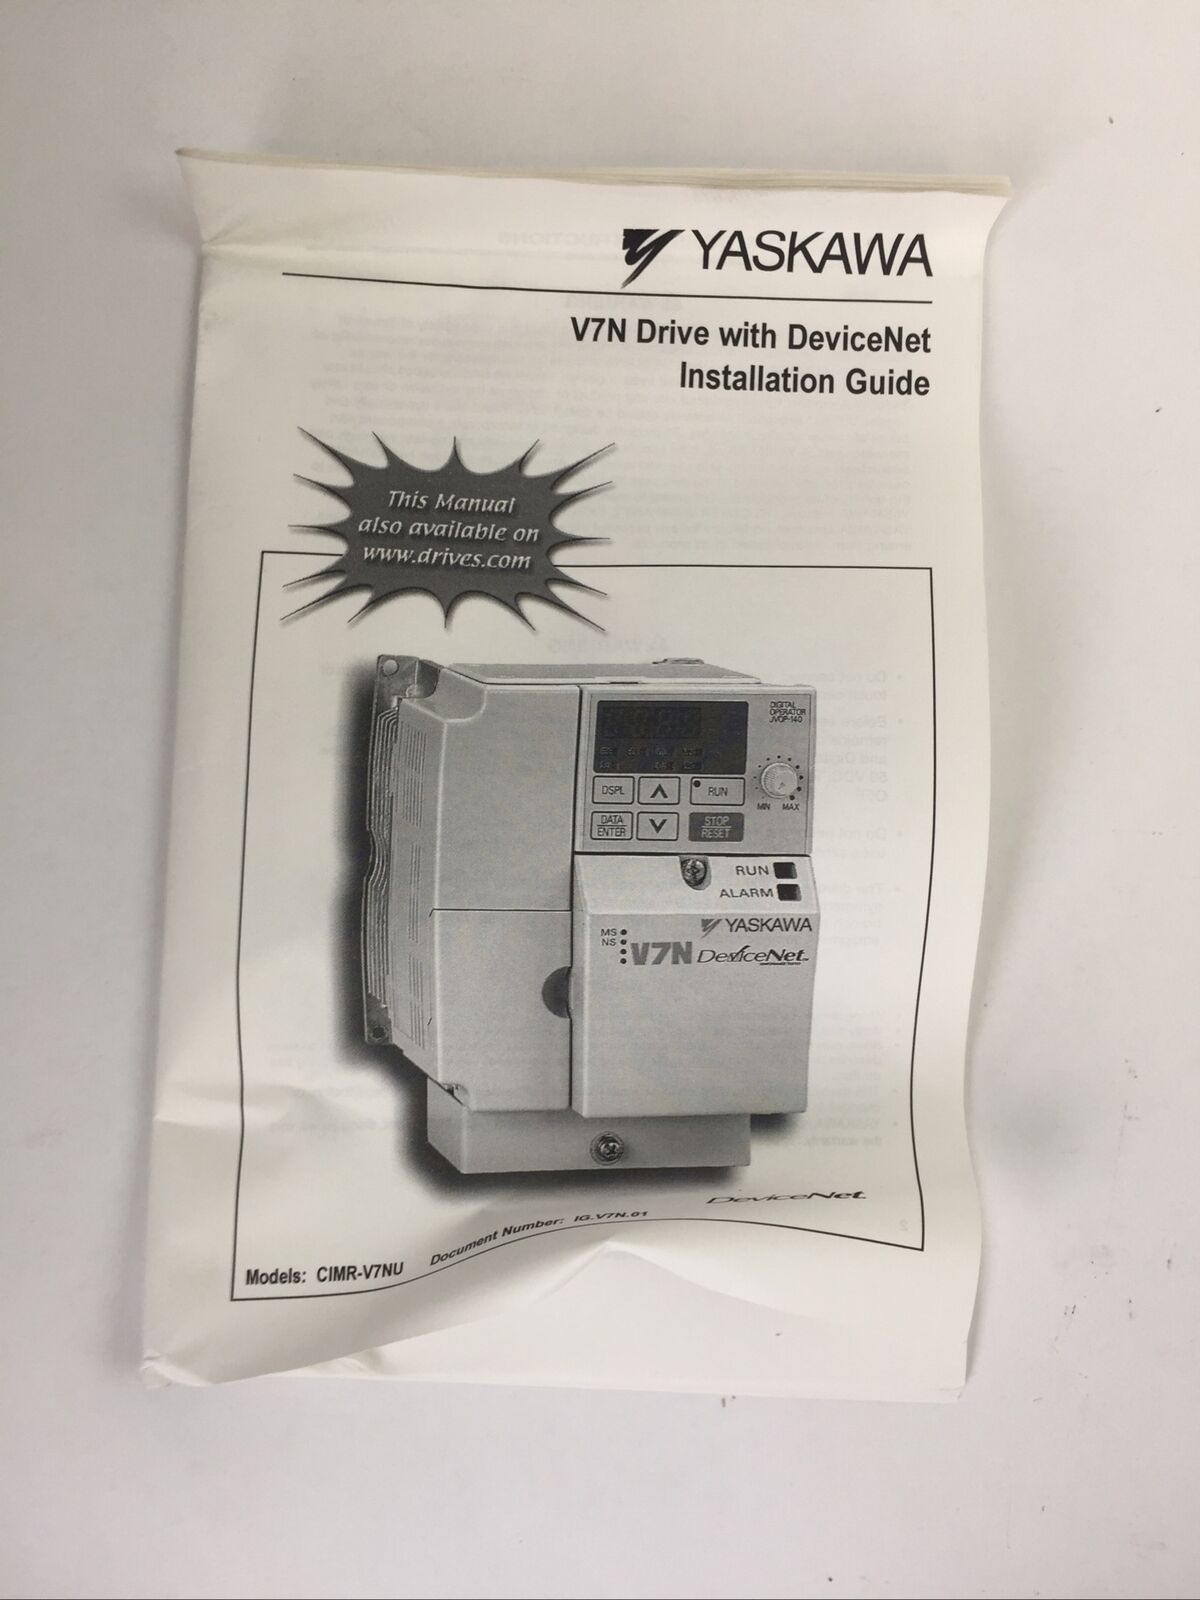 YASKAWA
V7N Drive with DeviceNet
Installation Guide
This Manual
also available on
www.drives.com
DIGITAL
OPERATOR
JVOP-140
DSPL
RUN
MIN MAX
DATA
ENTER
STOP
RESET
RUN
ALARM
YASKAWA
MS
NS
V7N DeviceNet
DeviceNet
Document Number: IG.V7N.01
Models: CIMR-V7NU